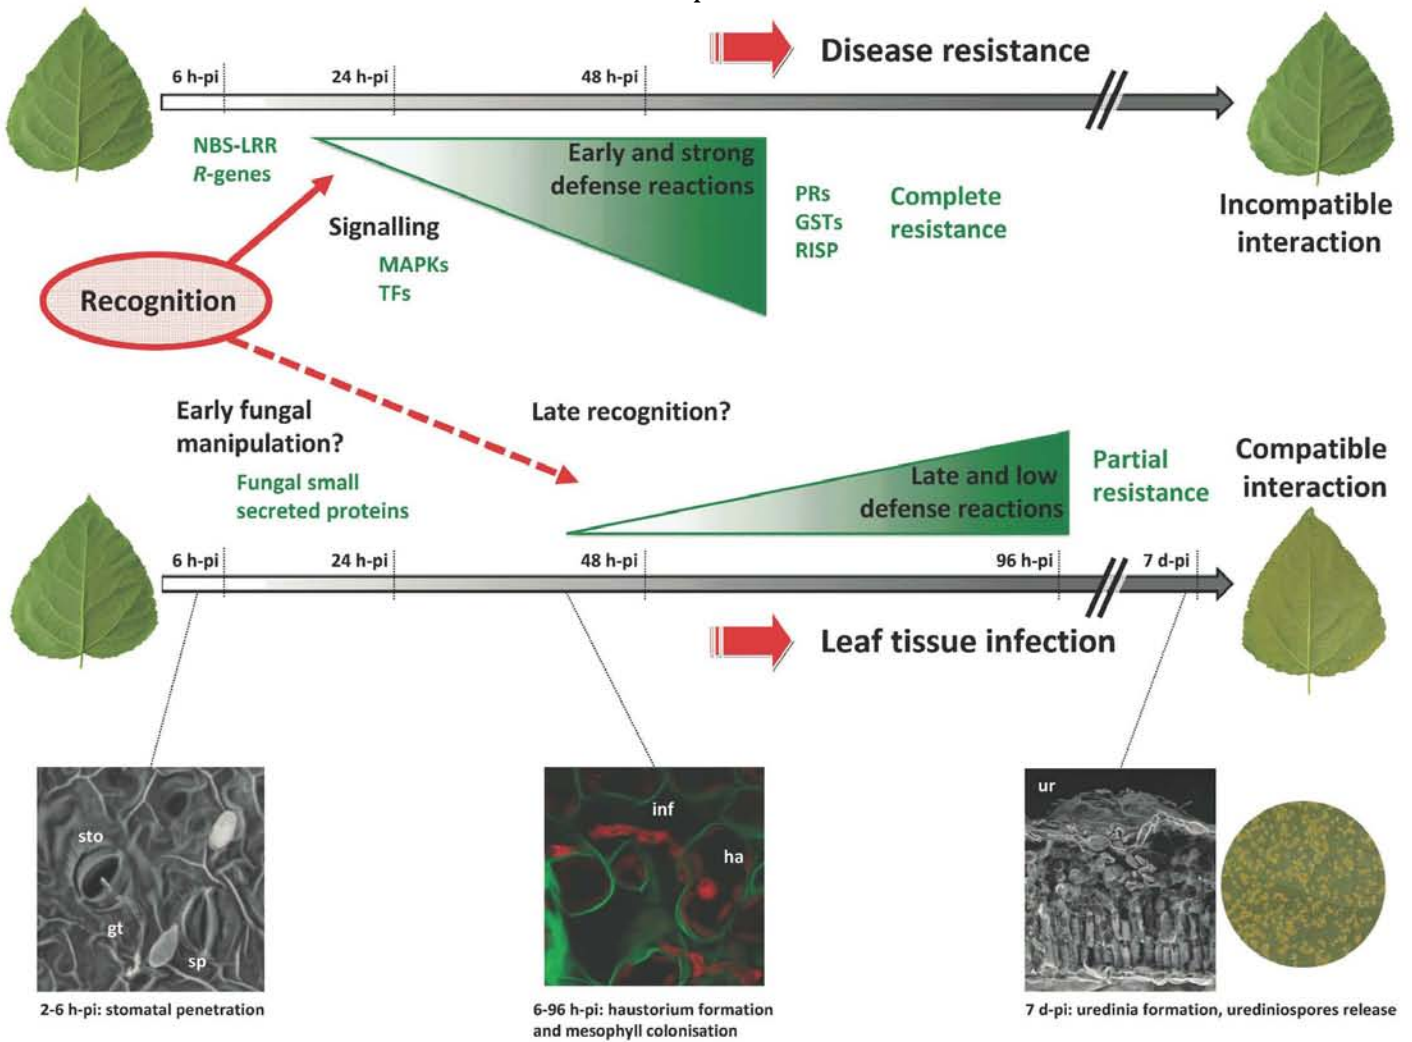 Disease resistance
6 h-pi
24 h-pi
48 h-pi
NBS-LRR
R-genes
Early and strong
defense reactions
PRs
GSTs
RISP
Complete
resistance
Incompatible
interaction
Signalling
MAPKs
TFs
Recognition
Early fungal
manipulation?
Fungal small
secreted proteins
Late recognition?
Late and low
defense reactions
Partial
resistance
Compatible
interaction
6 h-pi
24 h-pi
48 h-pi
96 h-pi
7 d-pi
Leaf tissue infection
sto
gt
sp
inf
ha
ur
2-6 h-pi: stomatal penetration
6-96 h-pi: haustorium formation
and mesophyll colonisation
7 d-pi: uredinia formation, urediniospores release